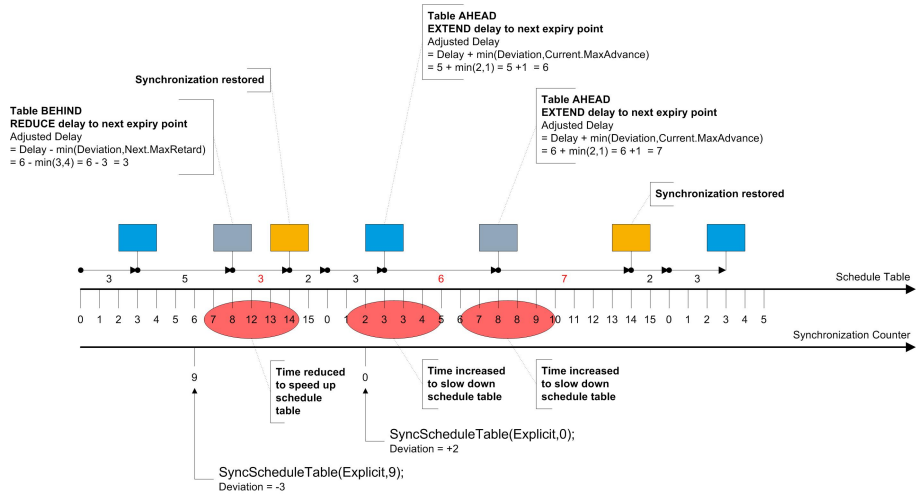 Table AHEAD
EXTEND delay to next expiry point
Adjusted Delay
= Delay + min(Deviation,Current.MaxAdvance)
= 5 + min(2,1) = 5 +1 = 6
Synchronization restored
Table BEHIND
REDUCE delay to next expiry point
Adjusted Delay
= Delay - min(Deviation,Next.MaxRetard)
= 6 - min(3,4) = 6 - 3 = 3
Table AHEAD
EXTEND delay to next expiry point
Adjusted Delay
= Delay + min(Deviation,Current.MaxAdvance)
= 6 + min(2,1) = 6 +1 = 7
Synchronization restored
3 5 3 2 3 6 7 2 3
Schedule Table
0 1 2 3 4 5 6 7 8 12 13 14 15 0 1 2 3 3 4 5 6 7 8 8 9 10 11 12 13 14 15 0 1 2 3 4 5
Synchronization Counter
9
Time reduced
to speed up
schedule
table
0
Time increased
to slow down
schedule table
Time increased
to slow down
schedule table
SyncScheduleTable(Explicit,0);
Deviation = +2
SyncScheduleTable(Explicit,9);
Deviation = -3